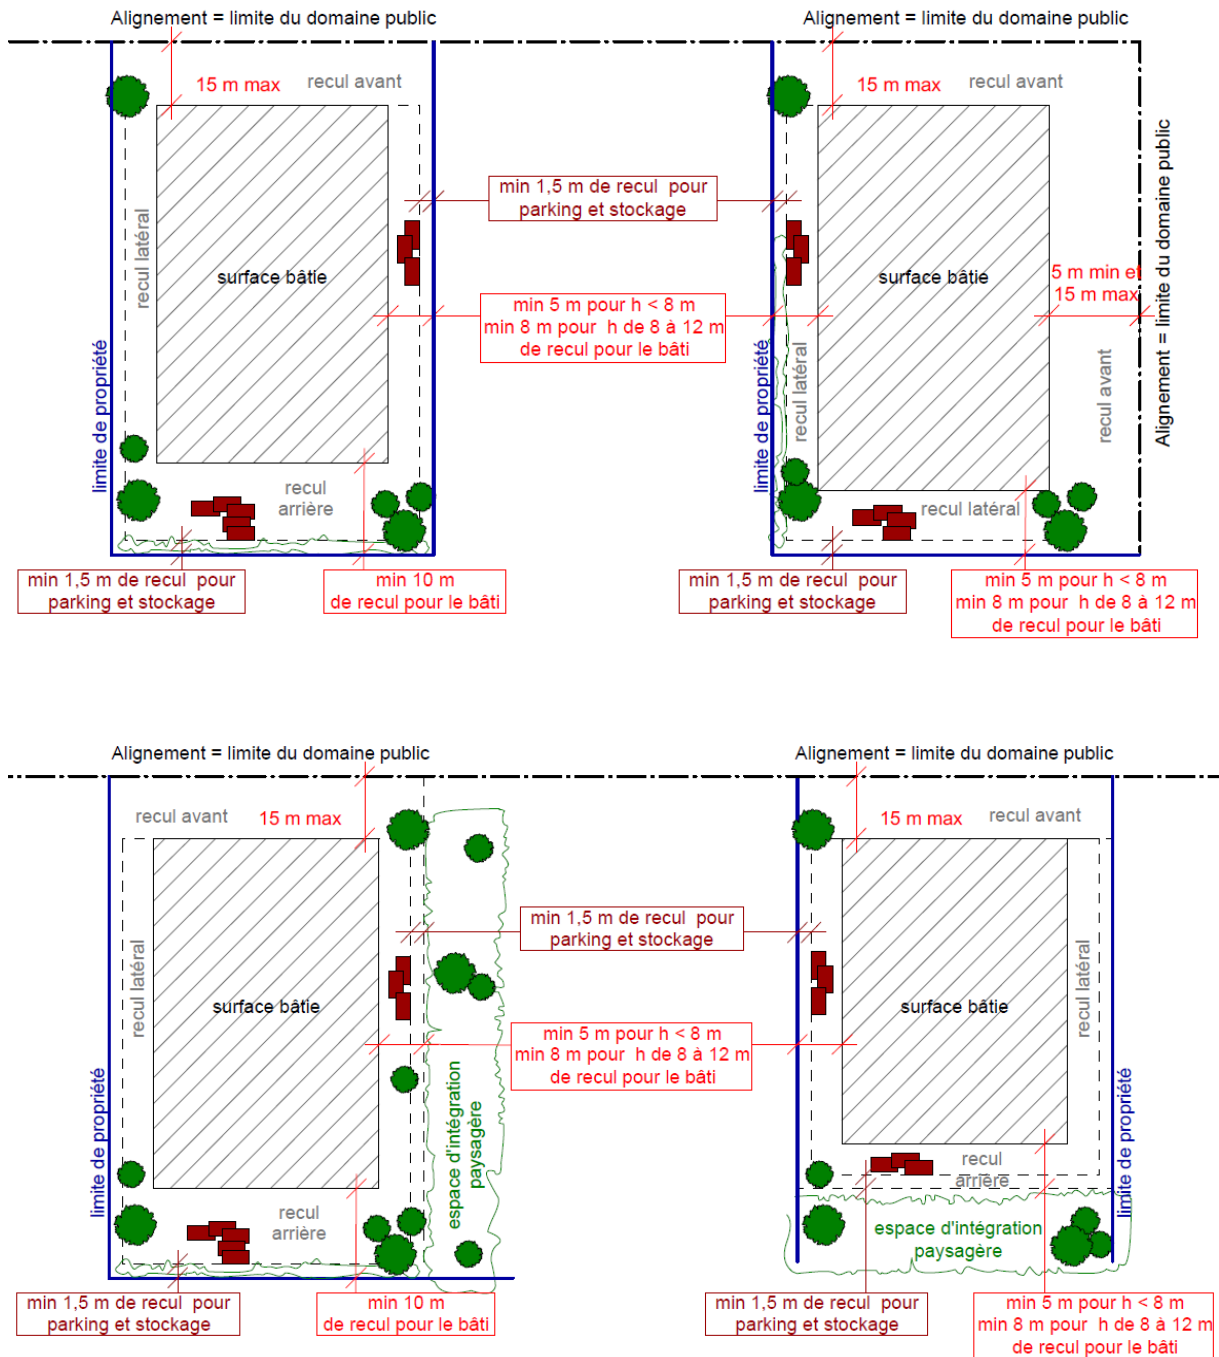 Alignement = limite du domaine public
Alignement = limite du domaine public
15 m max
recul avant
15 m max
recul avant
Alignement = limite du domaine public
min 1,5 m de recul pour
parking et stockage
recul latéral
surface bâtie
surface bâtie
5 m min et
15 m max
min 5 m pour h < 8 m
min 8 m pour h de 8 à 12 m
de recul pour le bâti
limite de propriété
limite de propriété
recul latéral
recul avant
recul
arrière
recul latéral
min 1,5 m de recul pour
parking et stockage
min 10 m
de recul pour le bâti
min 1,5 m de recul pour
parking et stockage
min 5 m pour h < 8 m
min 8 m pour h de 8 à 12 m
de recul pour le bâti
Alignement = limite du domaine public
Alignement = limite du domaine public
recul avant
15 m max
15 m max
recul avant
min 1,5 m de recul pour
parking et stockage
recul latéral
recul latéral
surface bâtie
surface bâtie
min 5 m pour h < 8 m
min 8 m pour h de 8 à 12 m
de recul pour le bâti
limite de propriété
espace d'intégration
paysagère
limite de propriété
recul
arrière
recul
arrière
espace d'intégration
paysagère
min 1,5 m de recul pour
parking et stockage
min 10 m
de recul pour le bâti
min 1,5 m de recul pour
parking et stockage
min 5 m pour h < 8 m
min 8 m pour h de 8 à 12 m
de recul pour le bâti